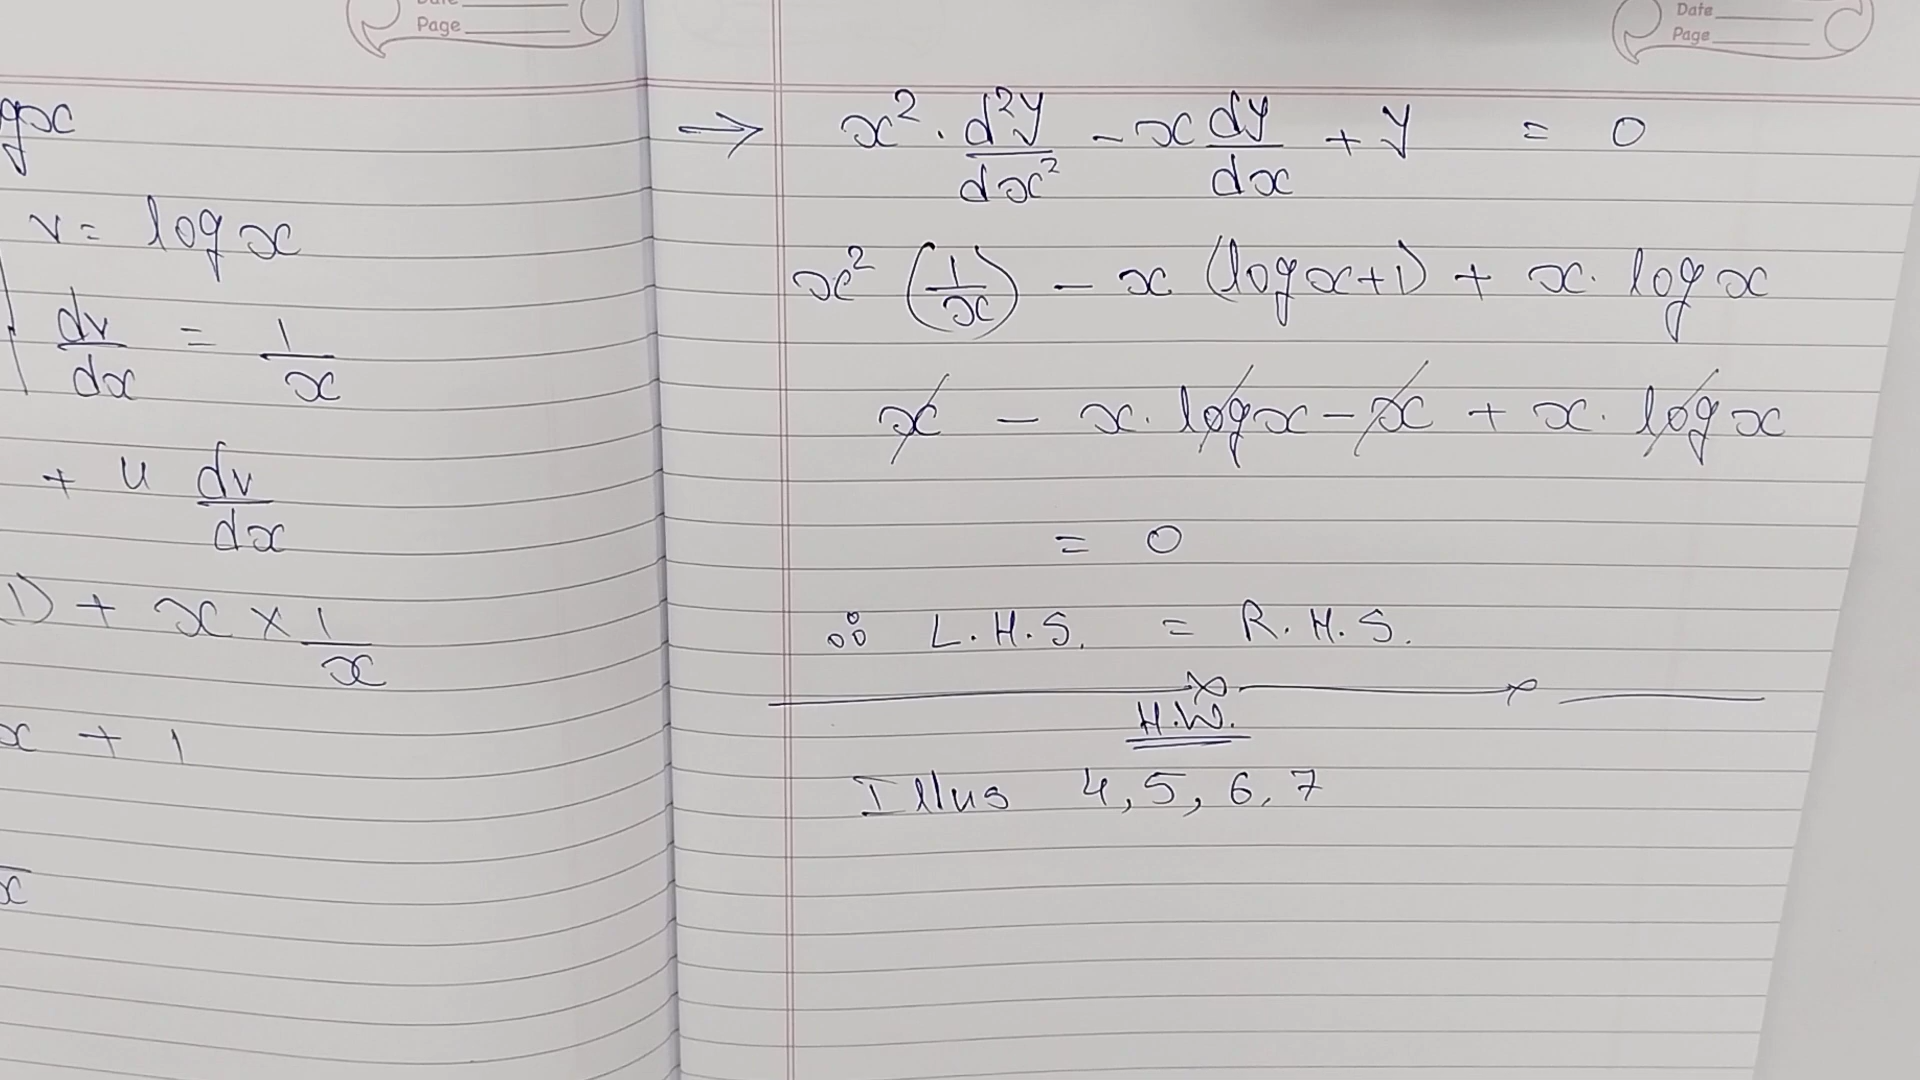 Page
Date
Page
v = log x
dv/dx = 1/x
+ u dv/dx
1) + x × 1/x
x + 1
x
⇒ x² . d²y/dx² - x dy/dx + y = 0
x² (1/x) - x (log x+1) + x. log x
x - x. log x - x + x. log x
= 0
∴ L.H.S. = R.H.S.
H.W.
Illus 4, 5, 6, 7